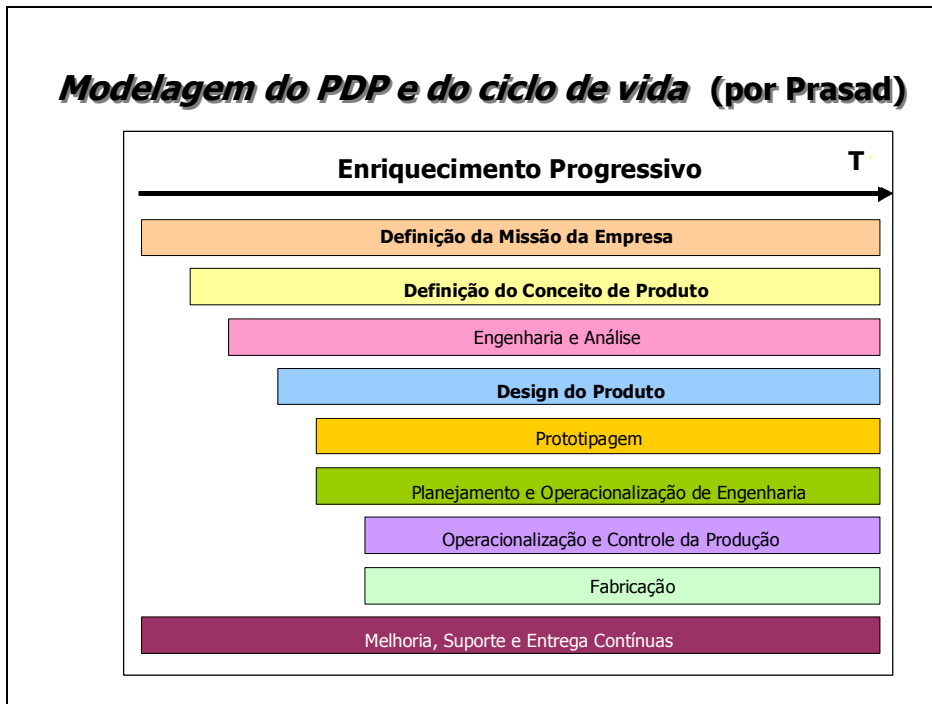 Modelagem do PDP e do ciclo de vida (por Prasad)
Enriquecimento Progressivo T
Definição da Missão da Empresa
Definição do Conceito de Produto
Engenharia e Análise
Design do Produto
Prototipagem
Planejamento e Operacionalização de Engenharia
Operacionalização e Controle da Produção
Fabricação
Melhoria, Suporte e Entrega Contínuas